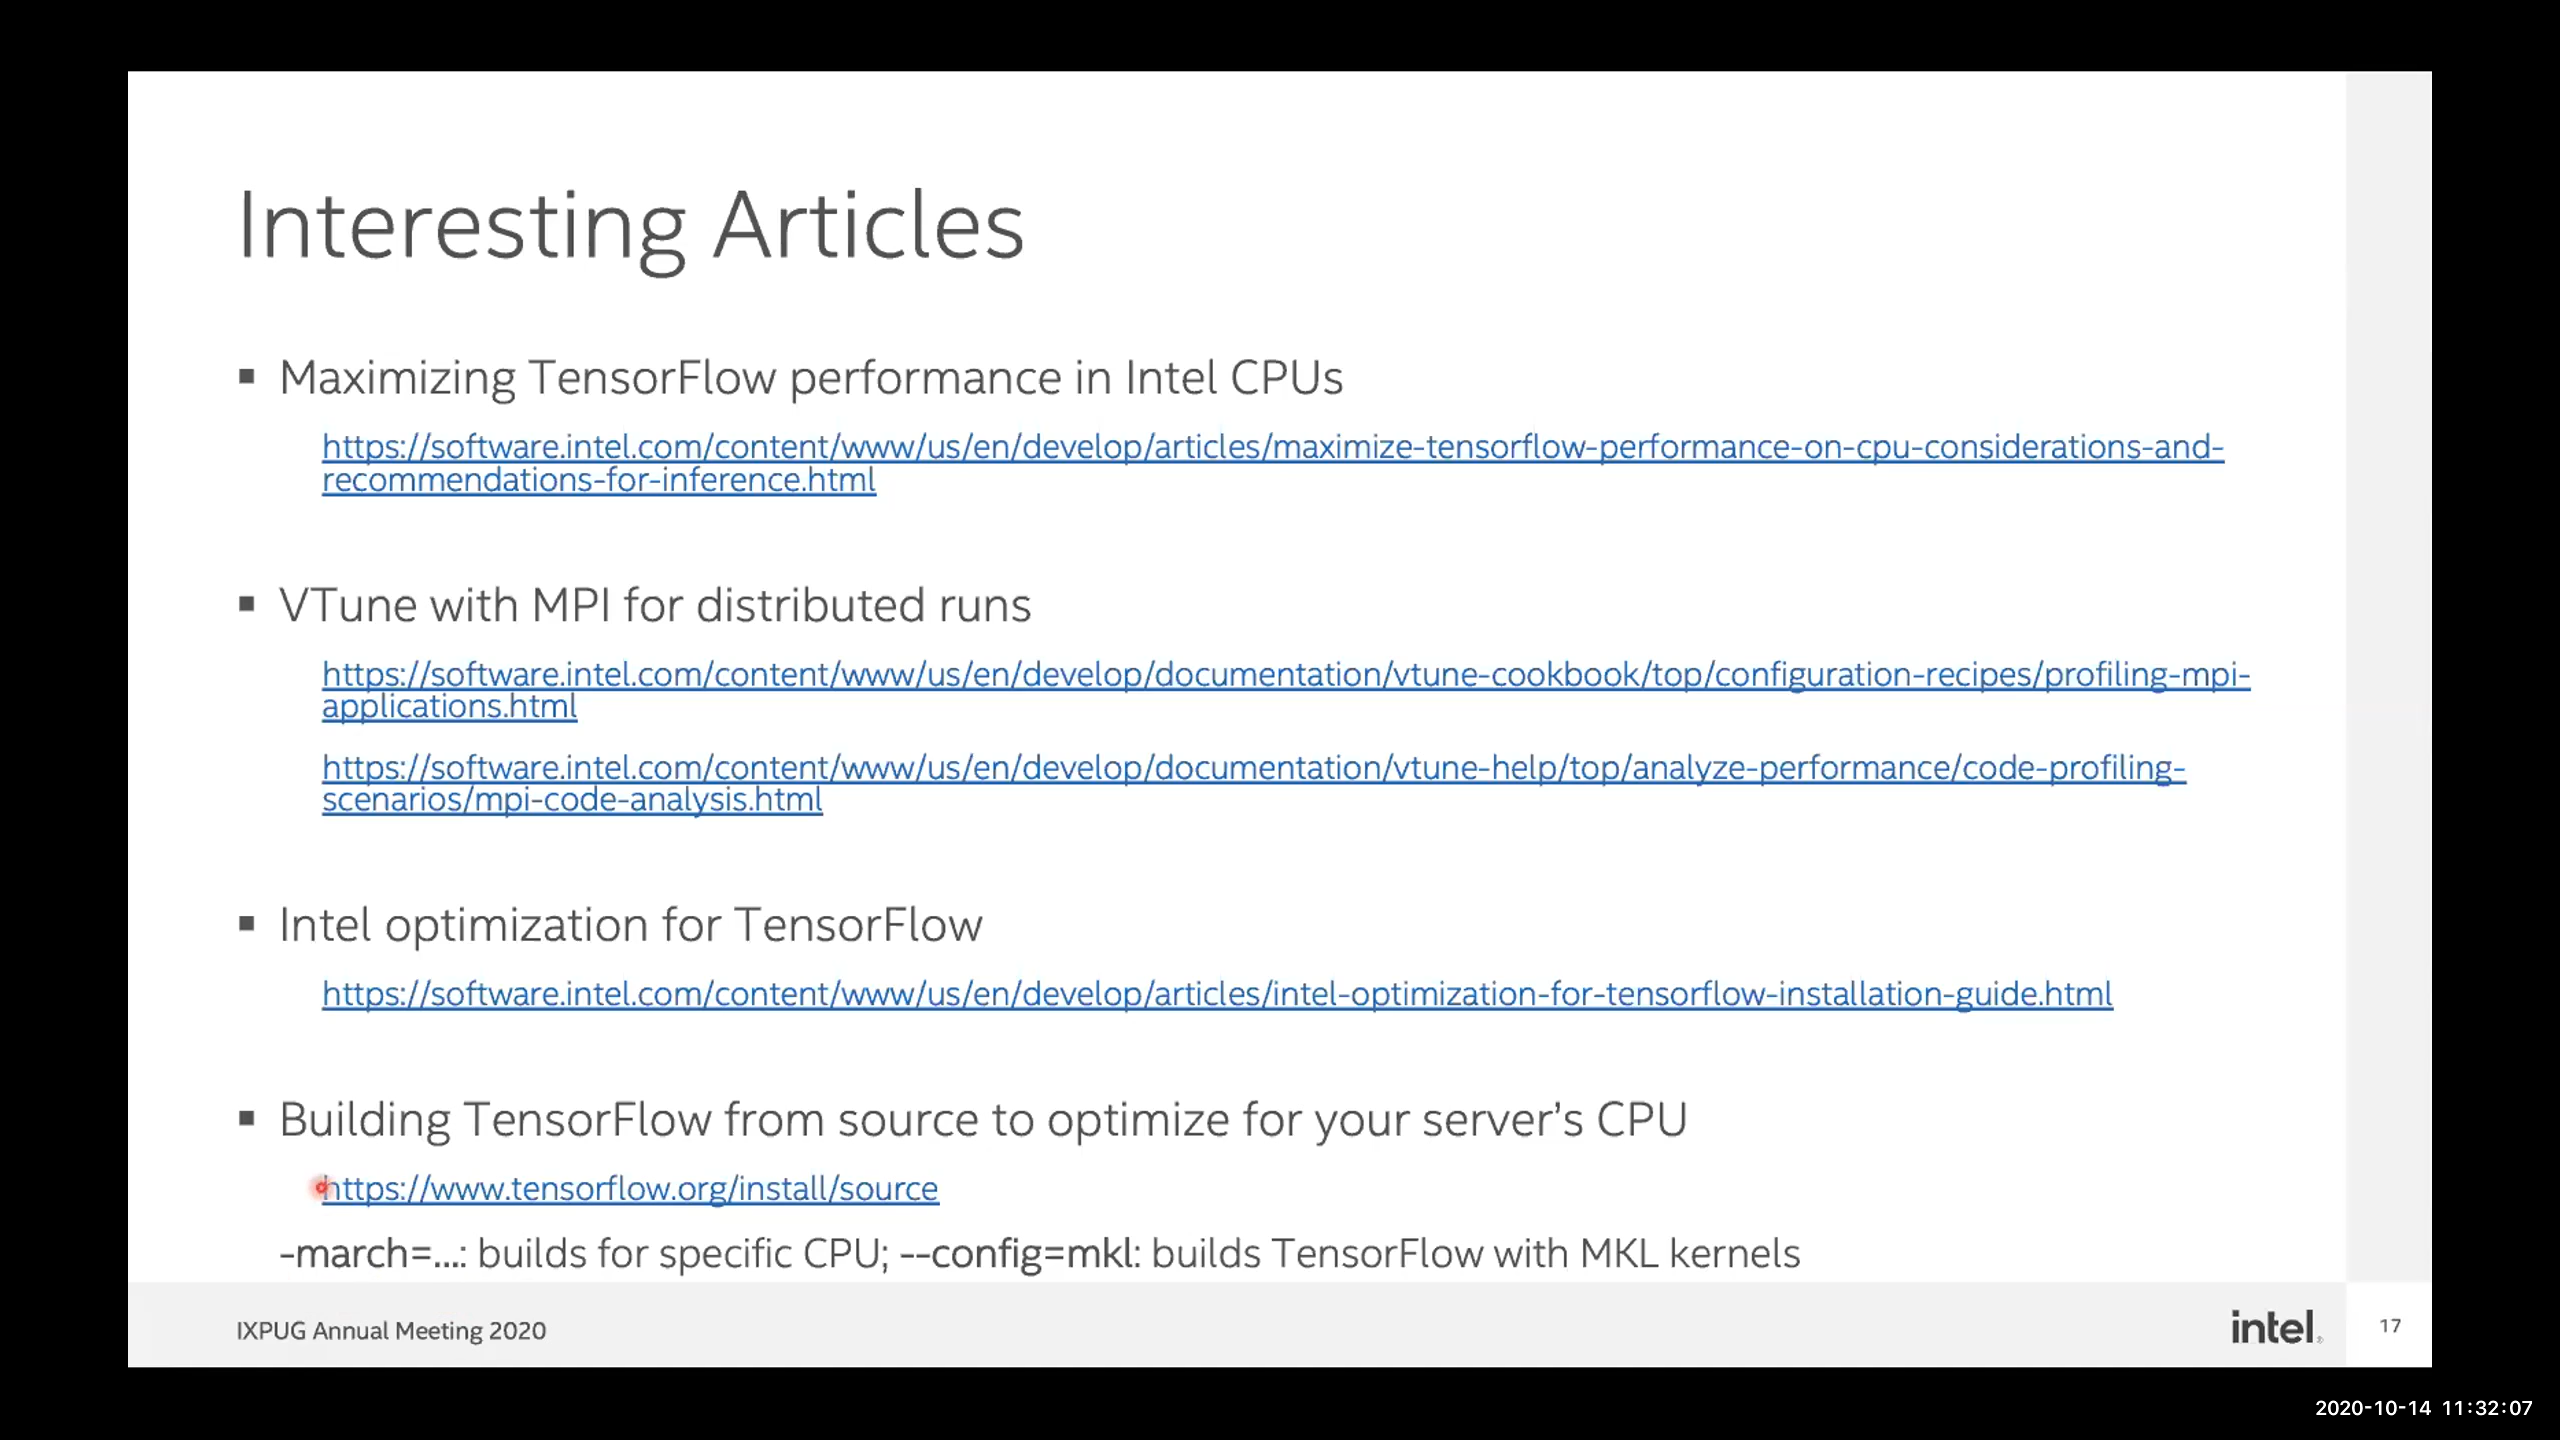 Interesting Articles
▪ Maximizing TensorFlow performance in Intel CPUs
https://software.intel.com/content/www/us/en/develop/articles/maximize-tensorflow-performance-on-cpu-considerations-and-
recommendations-for-inference.html
▪ VTune with MPI for distributed runs
https://software.intel.com/content/www/us/en/develop/documentation/vtune-cookbook/top/configuration-recipes/profiling-mpi-
applications.html
https://software.intel.com/content/www/us/en/develop/documentation/vtune-help/top/analyze-performance/code-profiling-
scenarios/mpi-code-analysis.html
▪ Intel optimization for TensorFlow
https://software.intel.com/content/www/us/en/develop/articles/intel-optimization-for-tensorflow-installation-guide.html
▪ Building TensorFlow from source to optimize for your server's CPU
https://www.tensorflow.org/install/source
-march=...: builds for specific CPU; --config=mkl: builds TensorFlow with MKL kernels
IXPUG Annual Meeting 2020
intel.
17
2020-10-14 11:32:07